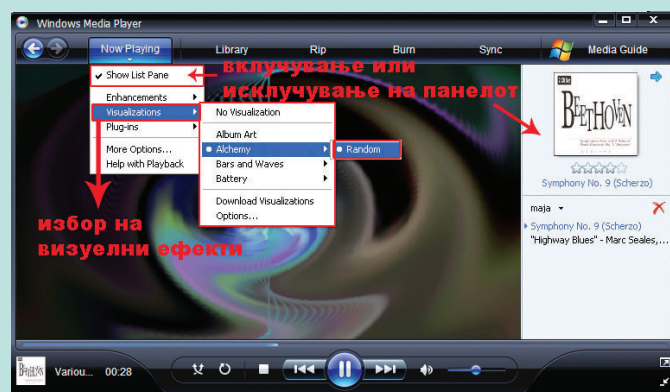 Windows Media Player
Now Playing
Library
Rip
Burn
Sync
Media Guide
Show List Pane
вклучување или
исклучување на панелот
Enhancements
Visualizations
Plug-ins
More Options...
Help with Playback
No Visualization
Album Art
Alchemy
Random
Bars and Waves
Battery
Download Visualizations
Options...
избор на
визуелни ефекти
BEETHOVEN
Symphony No. 9 (Scherzo)
maja
Symphony No. 9 (Scherzo)
"Highway Blues" - Marc Seales,...
Variou...
00:28